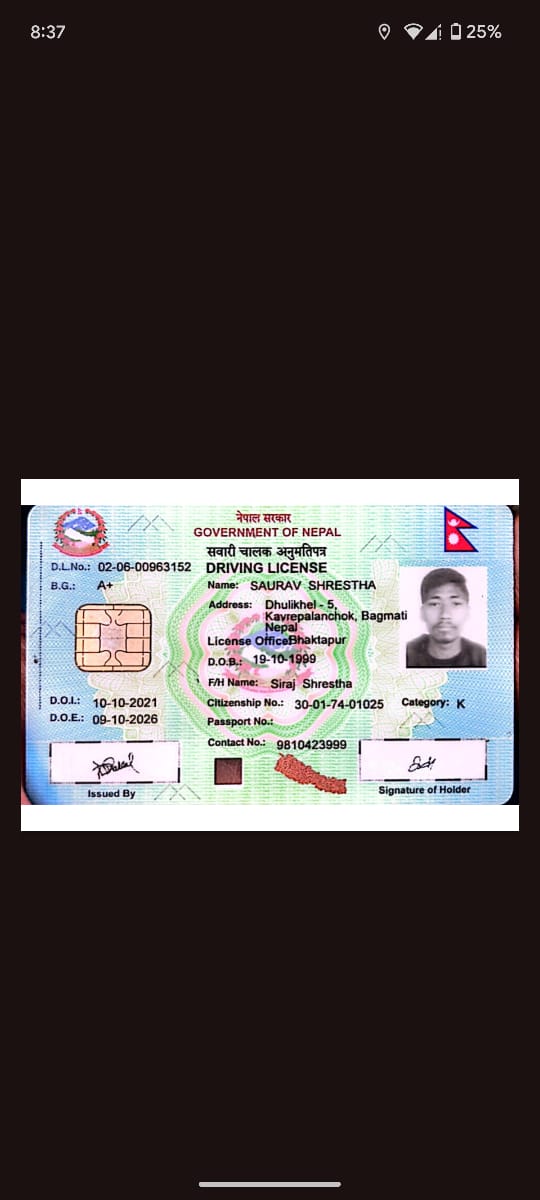 8:37
25%
नेपाल सरकार
GOVERNMENT OF NEPAL
सवारी चालक अनुमतिपत्र
DRIVING LICENSE
D.L.No.: 02-06-00963152
B.G.: A+
Name: SAURAV SHRESTHA
Address: Dhulikhel - 5,
Kavrepalanchok, Bagmati
Nepal
License Office: Bhaktapur
D.O.B.: 19-10-1999
F/H Name: Siraj Shrestha
D.O.I.: 10-10-2021
Citizenship No.: 30-01-74-01025
Category: K
D.O.E.: 09-10-2026
Passport No.:
Contact No.: 9810423999
Issued By
Signature of Holder